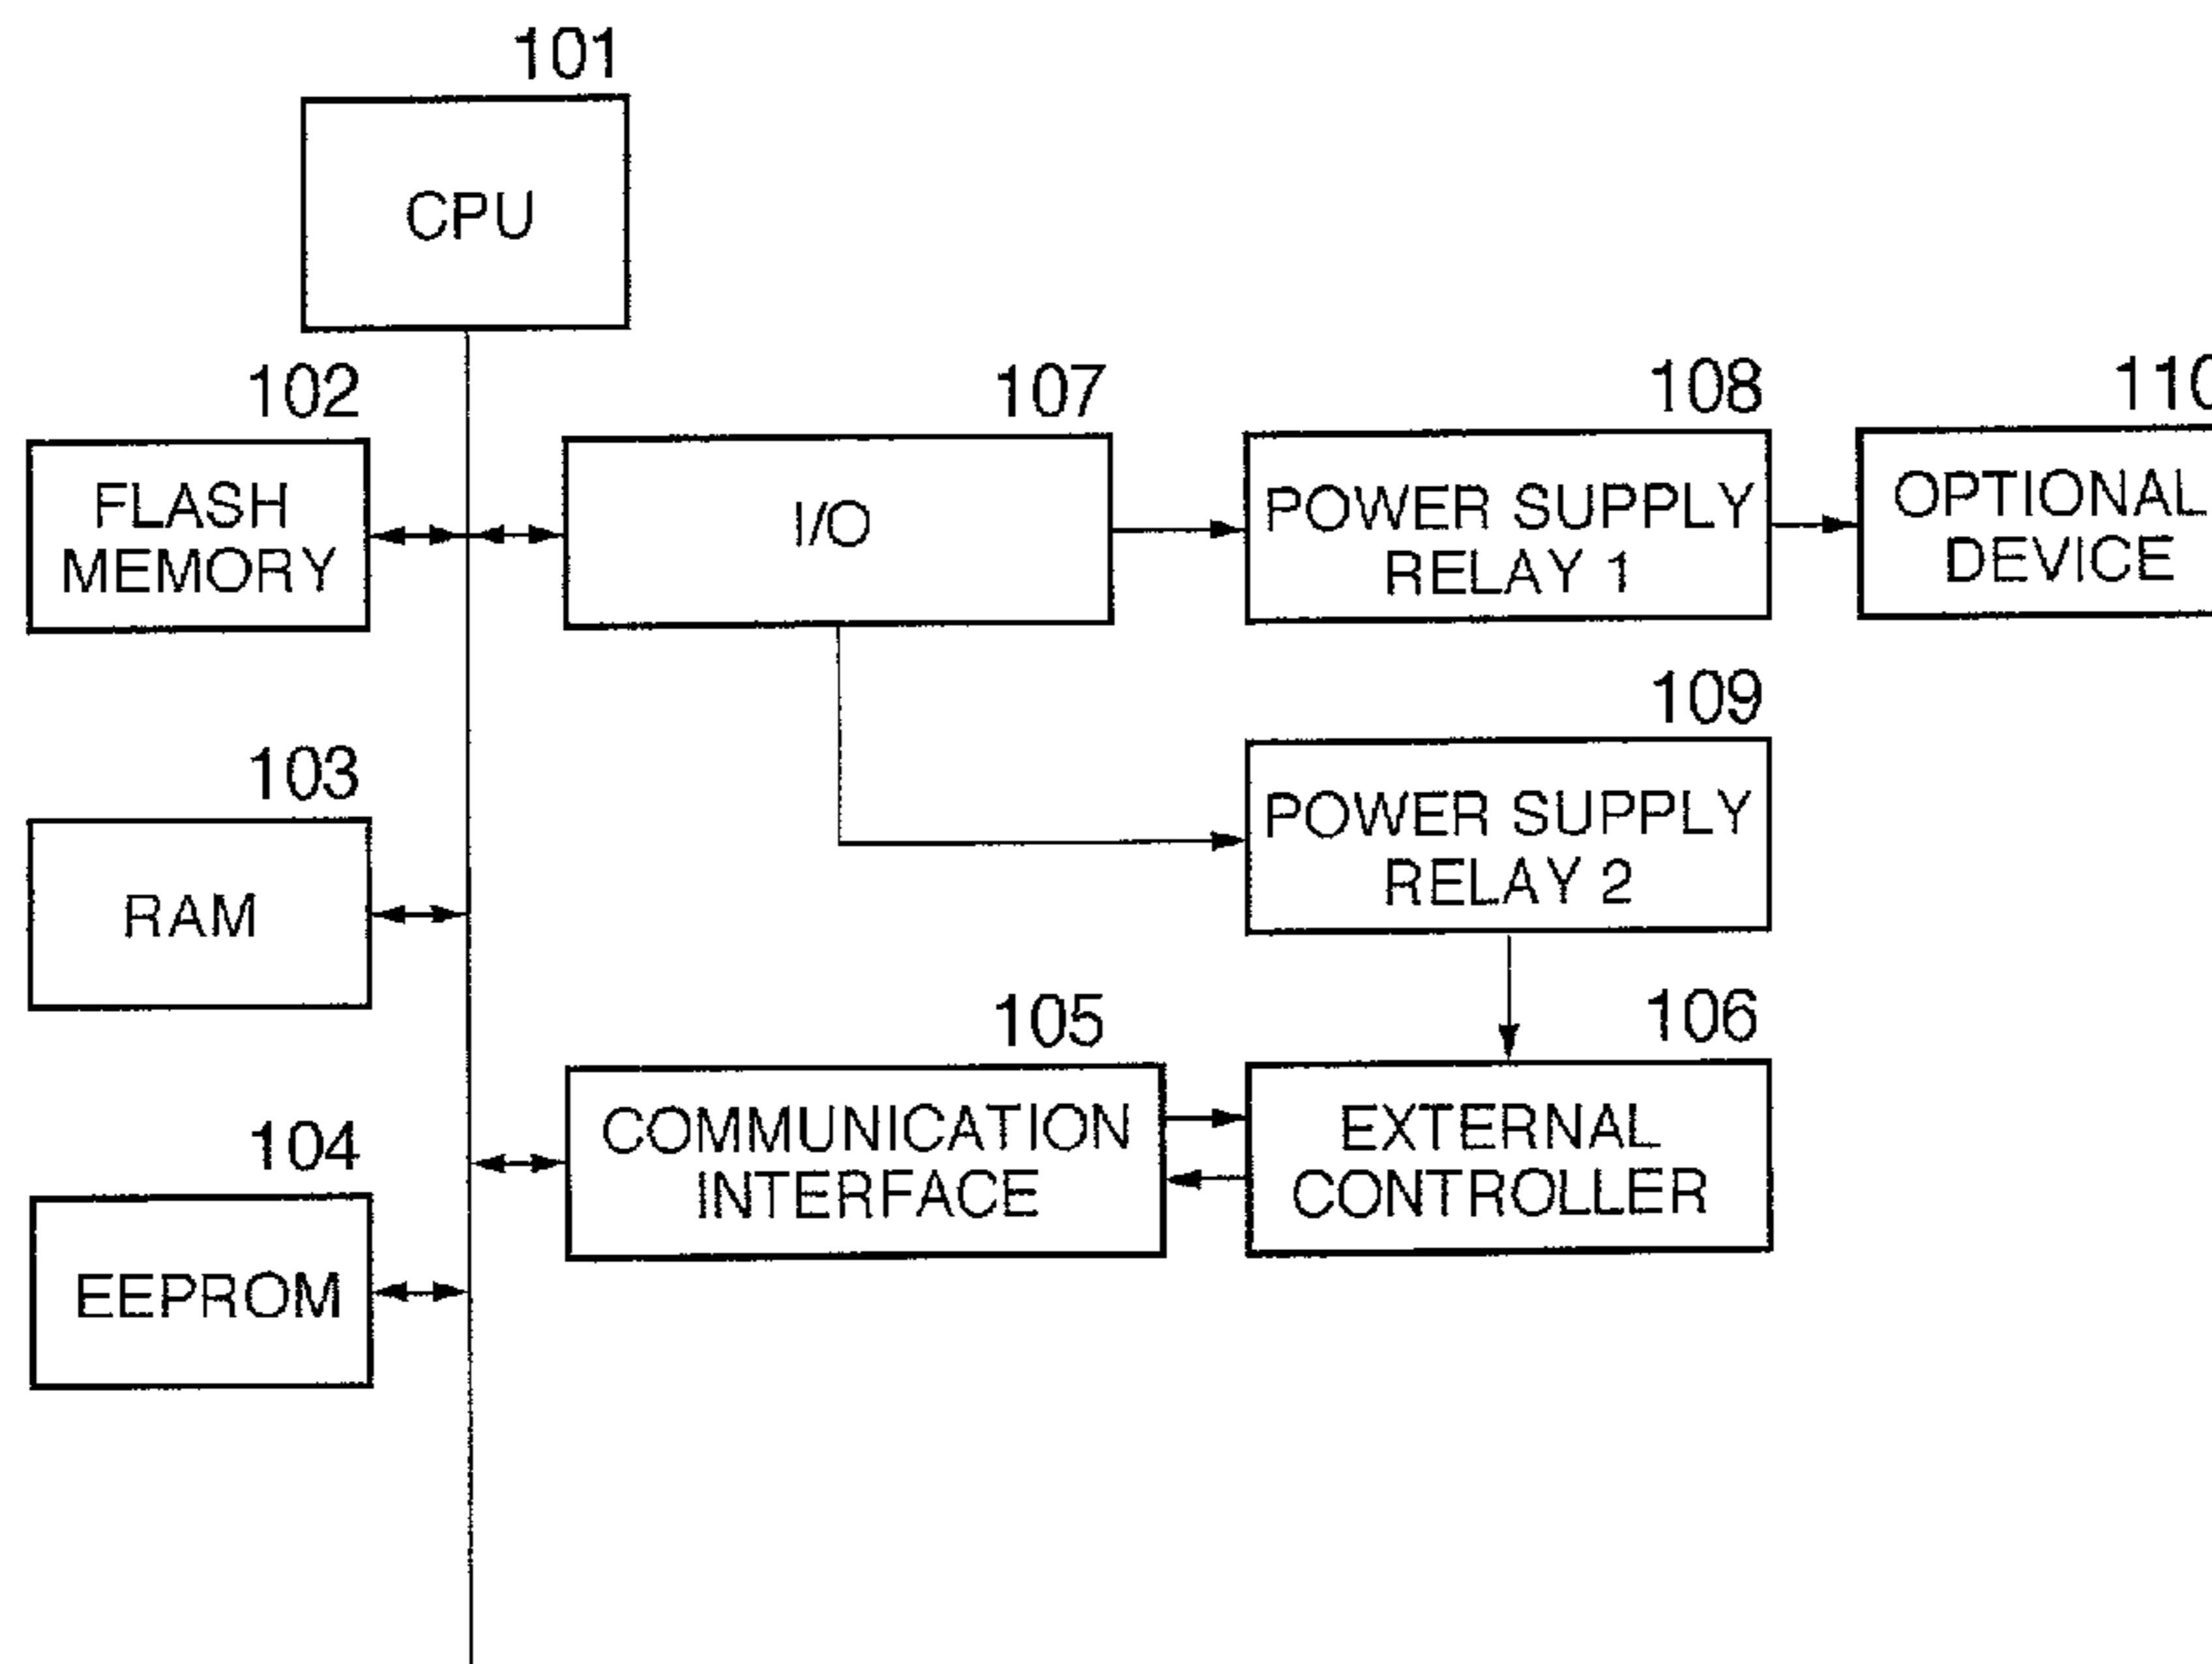 101
CPU
102
FLASH
MEMORY
107
I/O
108
POWER SUPPLY
RELAY 1
110
OPTIONAL
DEVICE
109
POWER SUPPLY
RELAY 2
103
RAM
105
COMMUNICATION
INTERFACE
106
EXTERNAL
CONTROLLER
104
EEPROM